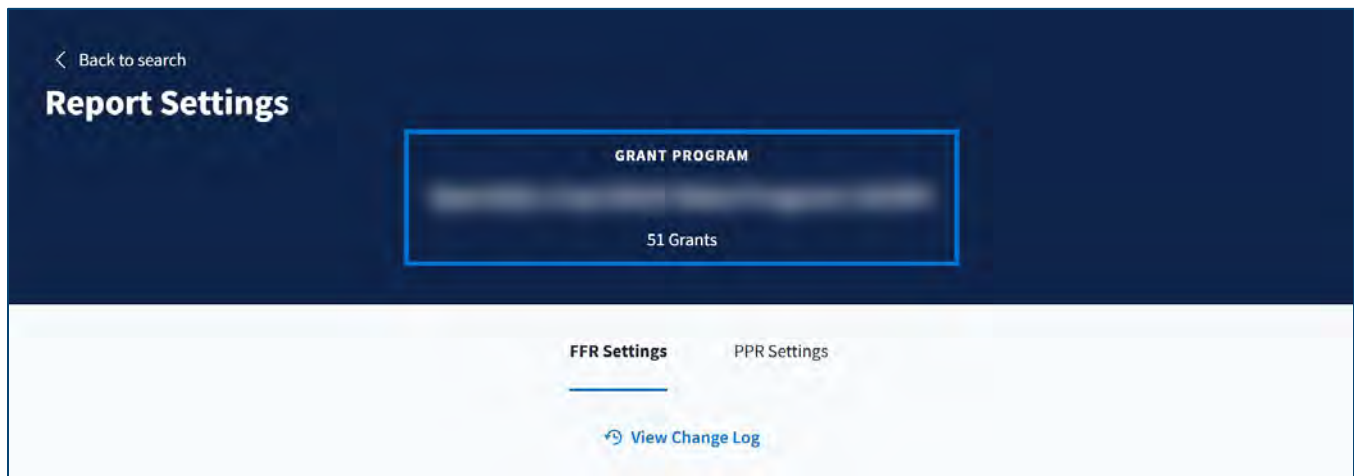 Back to search
Report Settings
GRANT PROGRAM
51 Grants
FFR Settings PPR Settings
View Change Log